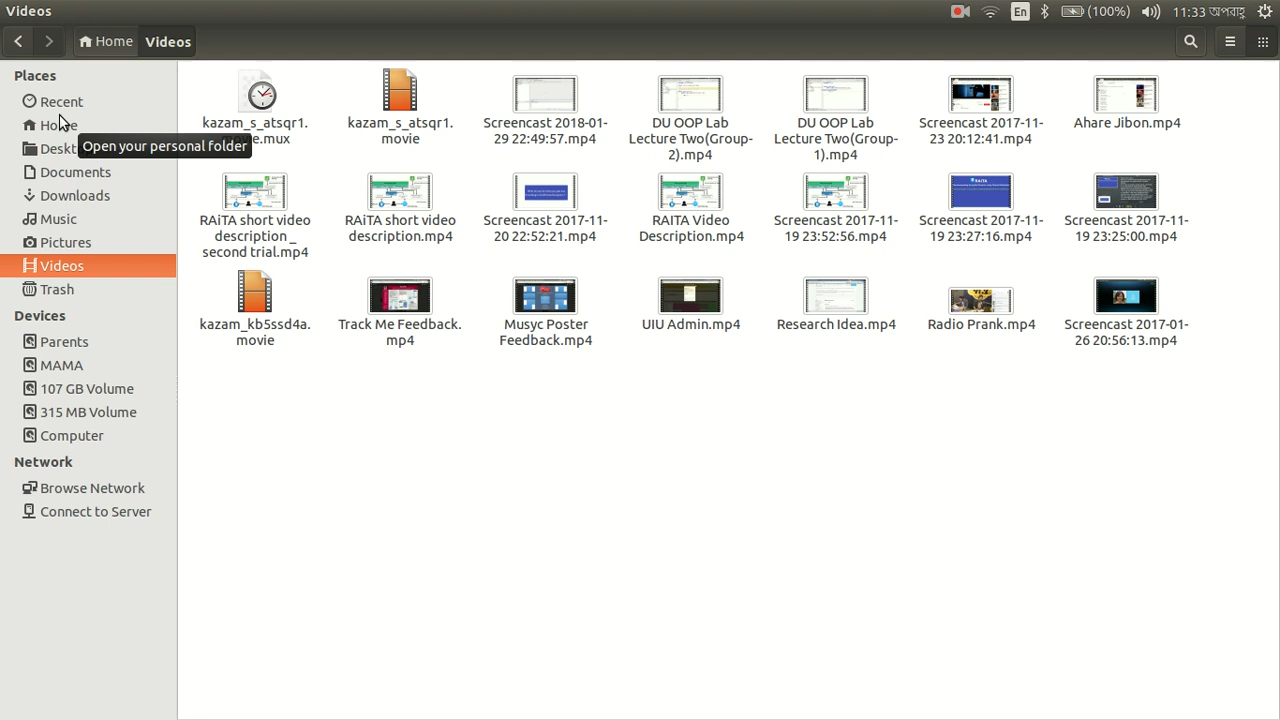 Videos
En
(100%)
11:33 অপরাহ্ণ
Home
Videos
Places
Recent
Home
Open your personal folder
Documents
Downloads
Music
Pictures
Videos
Trash
Devices
Parents
MAMA
107 GB Volume
315 MB Volume
Computer
Network
Browse Network
Connect to Server
kazam_s_atsqr1.
kazam_s_atsqr1.
movie
Screencast 2018-01-
29 22:49:57.mp4
DU OOP Lab
Lecture Two(Group-
2).mp4
DU OOP Lab
Lecture Two(Group-
1).mp4
Screencast 2017-11-
23 20:12:41.mp4
Ahare Jibon.mp4
RAiTA short video
description _
second trial.mp4
RAiTA short video
description.mp4
Screencast 2017-11-
20 22:52:21.mp4
RAITA Video
Description.mp4
Screencast 2017-11-
19 23:52:56.mp4
Screencast 2017-11-
19 23:27:16.mp4
Screencast 2017-11-
19 23:25:00.mp4
kazam_kb5ssd4a.
movie
Track Me Feedback.
mp4
Musyc Poster
Feedback.mp4
UIU Admin.mp4
Research Idea.mp4
Radio Prank.mp4
Screencast 2017-01-
26 20:56:13.mp4